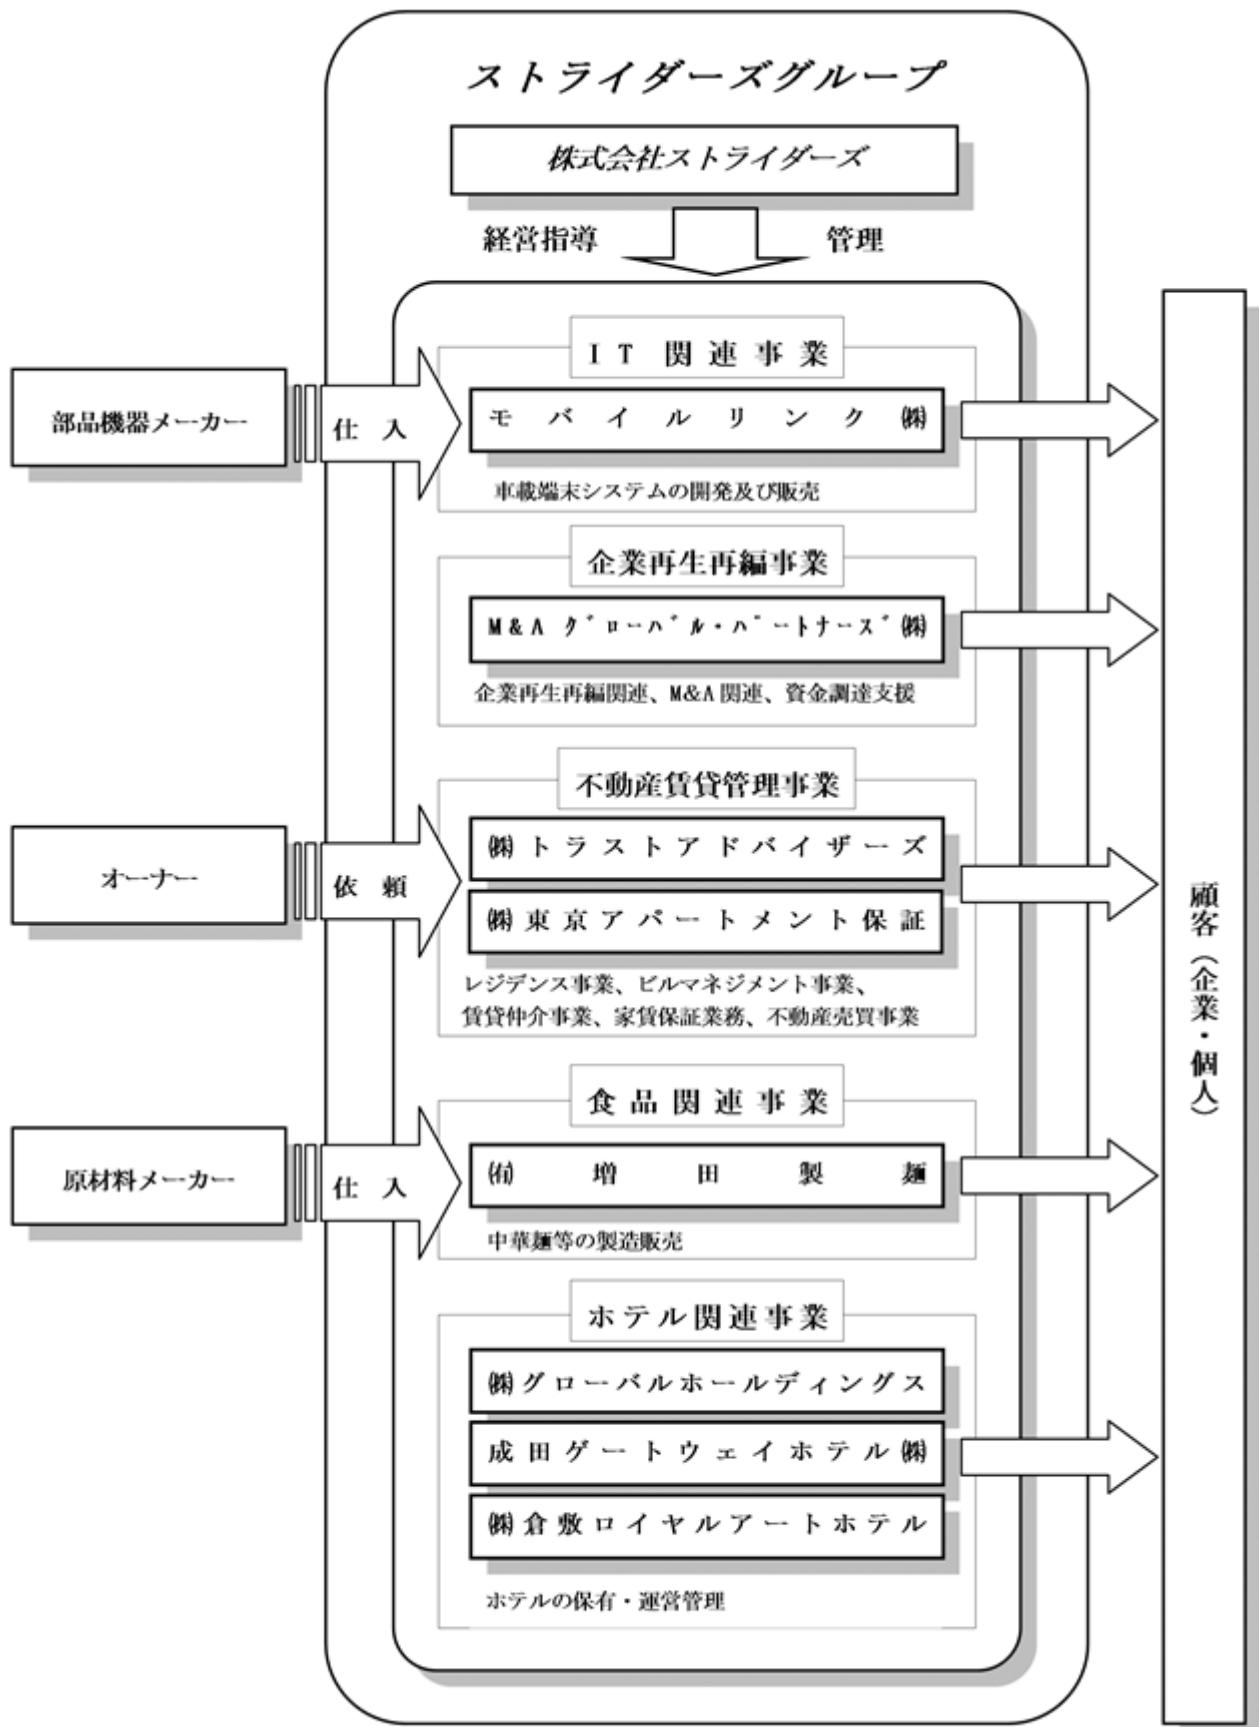 ストライダーズグループ
株式会社ストライダーズ
経営指導
管理
IT 関連事業
部品機器メーカー
仕入
モバイルリンク㈱
車載端末システムの開発及び販売
企業再生再編事業
M&A グローバル・パートナーズ㈱
企業再生再編関連、M&A 関連、資金調達支援
不動産賃貸管理事業
オーナー
依頼
㈱トラストアドバイザーズ
㈱東京アパートメント保証
レジデンス事業、ビルマネジメント事業、
賃貸仲介事業、家賃保証業務、不動産売買事業
食品関連事業
原材料メーカー
仕入
㈲増田製麺
中華麺等の製造販売
ホテル関連事業
㈱グローバルホールディングス
成田ゲートウェイホテル㈱
㈱倉敷ロイヤルアートホテル
ホテルの保有・運営管理
顧客（企業・個人）